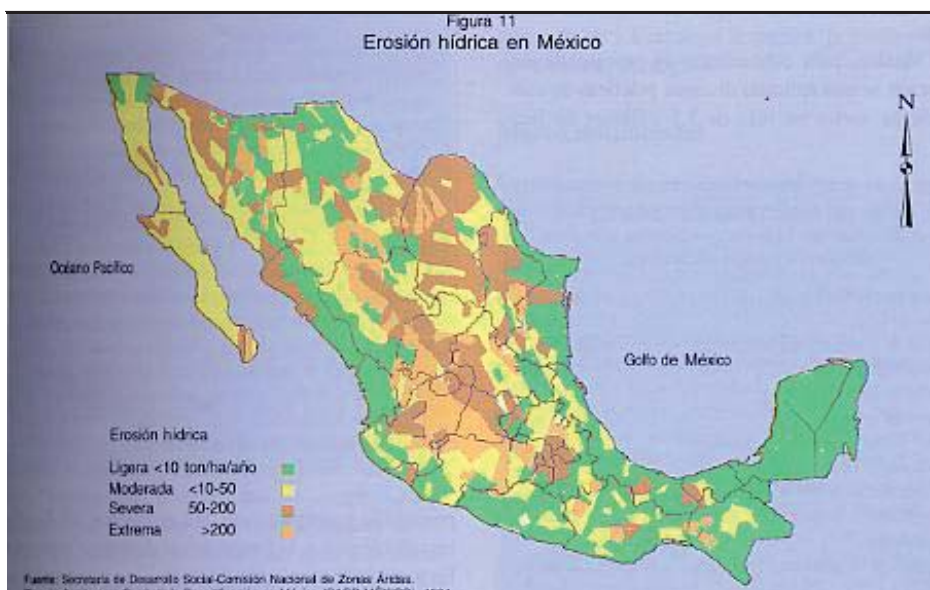 Figura 11
Erosión hídrica en México
N
Océano Pacífico
Golfo de México
Erosión hídrica
Ligera <10 ton/ha/año
Moderada <10-50
Severa 50-200
Extrema >200
Fuente: Secretaría de Desarrollo Social-Comisión Nacional de Zonas Áridas.